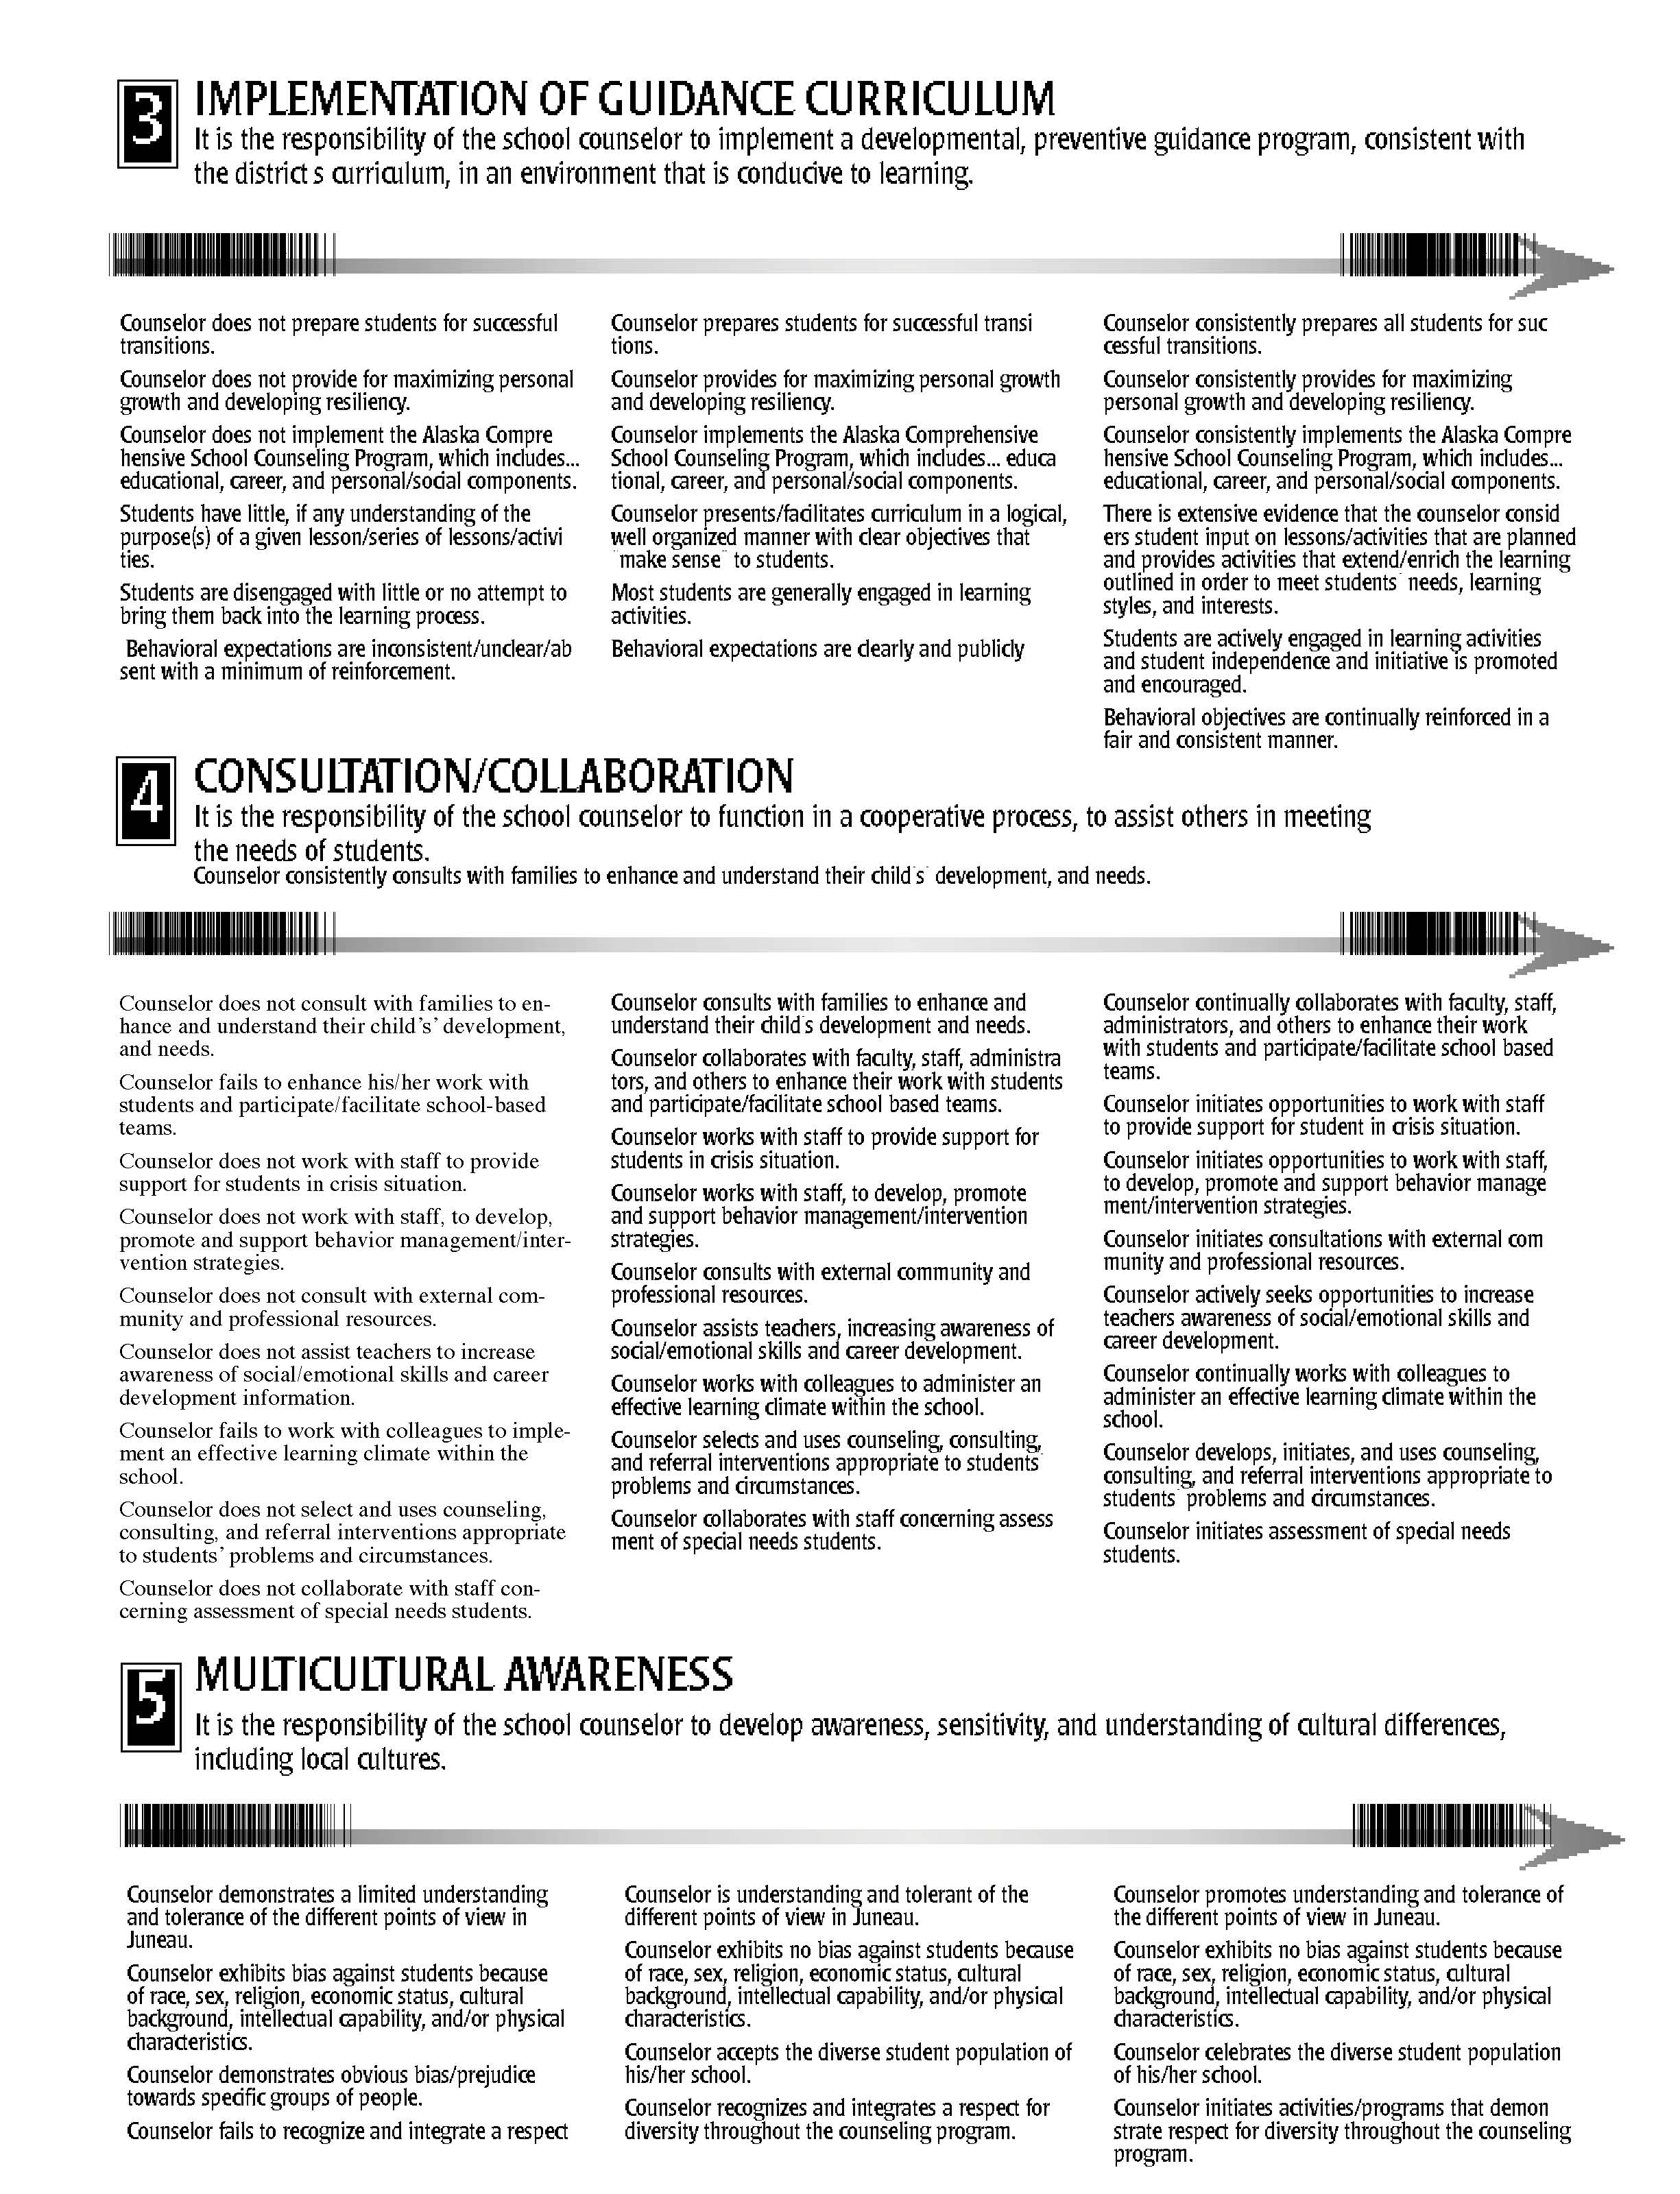 3
IMPLEMENTATION OF GUIDANCE CURRICULUM
It is the responsibility of the school counselor to implement a developmental, preventive guidance program, consistent with
the district s curriculum, in an environment that is conducive to learning.
Counselor does not prepare students for successful
transitions.
Counselor does not provide for maximizing personal
growth and developing resiliency.
Counselor does not implement the Alaska Compre
hensive School Counseling Program, which includes...
educational, career, and personal/social components.
Students have little, if any understanding of the
purpose(s) of a given lesson/series of lessons/activi
ties.
Students are disengaged with little or no attempt to
bring them back into the learning process.
Behavioral expectations are inconsistent/unclear/ab
sent with a minimum of reinforcement.
Counselor prepares students for successful transi
tions.
Counselor provides for maximizing personal growth
and developing resiliency.
Counselor implements the Alaska Comprehensive
School Counseling Program, which includes... educa
tional, career, and personal/social components.
Counselor presents/facilitates curriculum in a logical,
well organized manner with clear objectives that
¨make sense¨ to students.
Most students are generally engaged in learning
activities.
Behavioral expectations are clearly and publicly
Counselor consistently prepares all students for suc
cessful transitions.
Counselor consistently provides for maximizing
personal growth and developing resiliency.
Counselor consistently implements the Alaska Compre
hensive School Counseling Program, which includes...
educational, career, and personal/social components.
There is extensive evidence that the counselor consid
ers student input on lessons/activities that are planned
and provides activities that extend/enrich the learning
outlined in order to meet students´ needs, learning
styles, and interests.
Students are actively engaged in learning activities
and student independence and initiative is promoted
and encouraged.
Behavioral objectives are continually reinforced in a
fair and consistent manner.
4
CONSULTATION/COLLABORATION
It is the responsibility of the school counselor to function in a cooperative process, to assist others in meeting
the needs of students.
Counselor consistently consults with families to enhance and understand their child´s´ development, and needs.
Counselor does not consult with families to en-
hance and understand their child’s’ development,
and needs.
Counselor fails to enhance his/her work with
students and participate/facilitate school-based
teams.
Counselor does not work with staff to provide
support for students in crisis situation.
Counselor does not work with staff, to develop,
promote and support behavior management/inter-
vention strategies.
Counselor does not consult with external com-
munity and professional resources.
Counselor does not assist teachers to increase
awareness of social/emotional skills and career
development information.
Counselor fails to work with colleagues to imple-
ment an effective learning climate within the
school.
Counselor does not select and uses counseling,
consulting, and referral interventions appropriate
to students’ problems and circumstances.
Counselor does not collaborate with staff con-
cerning assessment of special needs students.
Counselor consults with families to enhance and
understand their child´s development and needs.
Counselor collaborates with faculty, staff, administra
tors, and others to enhance their work with students
and participate/facilitate school based teams.
Counselor works with staff to provide support for
students in crisis situation.
Counselor works with staff, to develop, promote
and support behavior management/intervention
strategies.
Counselor consults with external community and
professional resources.
Counselor assists teachers, increasing awareness of
social/emotional skills and career development.
Counselor works with colleagues to administer an
effective learning climate within the school.
Counselor selects and uses counseling, consulting,
and referral interventions appropriate to students´
problems and circumstances.
Counselor collaborates with staff concerning assess
ment of special needs students.
Counselor continually collaborates with faculty, staff,
administrators, and others to enhance their work
with students and participate/facilitate school based
teams.
Counselor initiates opportunities to work with staff
to provide support for student in crisis situation.
Counselor initiates opportunities to work with staff,
to develop, promote and support behavior manage
ment/intervention strategies.
Counselor initiates consultations with external com
munity and professional resources.
Counselor actively seeks opportunities to increase
teachers awareness of social/emotional skills and
career development.
Counselor continually works with colleagues to
administer an effective learning climate within the
school.
Counselor develops, initiates, and uses counseling,
consulting, and referral interventions appropriate to
students´ problems and circumstances.
Counselor initiates assessment of special needs
students.
5
MULTICULTURAL AWARENESS
It is the responsibility of the school counselor to develop awareness, sensitivity, and understanding of cultural differences,
including local cultures.
Counselor demonstrates a limited understanding
and tolerance of the different points of view in
Juneau.
Counselor exhibits bias against students because
of race, sex, religion, economic status, cultural
background, intellectual capability, and/or physical
characteristics.
Counselor demonstrates obvious bias/prejudice
towards specific groups of people.
Counselor fails to recognize and integrate a respect
Counselor is understanding and tolerant of the
different points of view in Juneau.
Counselor exhibits no bias against students because
of race, sex, religion, economic status, cultural
background, intellectual capability, and/or physical
characteristics.
Counselor accepts the diverse student population of
his/her school.
Counselor recognizes and integrates a respect for
diversity throughout the counseling program.
Counselor promotes understanding and tolerance of
the different points of view in Juneau.
Counselor exhibits no bias against students because
of race, sex, religion, economic status, cultural
background, intellectual capability, and/or physical
characteristics.
Counselor celebrates the diverse student population
of his/her school.
Counselor initiates activities/programs that demon
strate respect for diversity throughout the counseling
program.